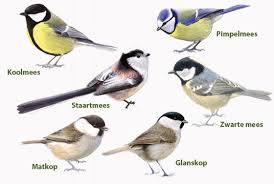 Pimpelmees
Koolmees
Staartmees
Zwarte mees
Matkop
Glanskop